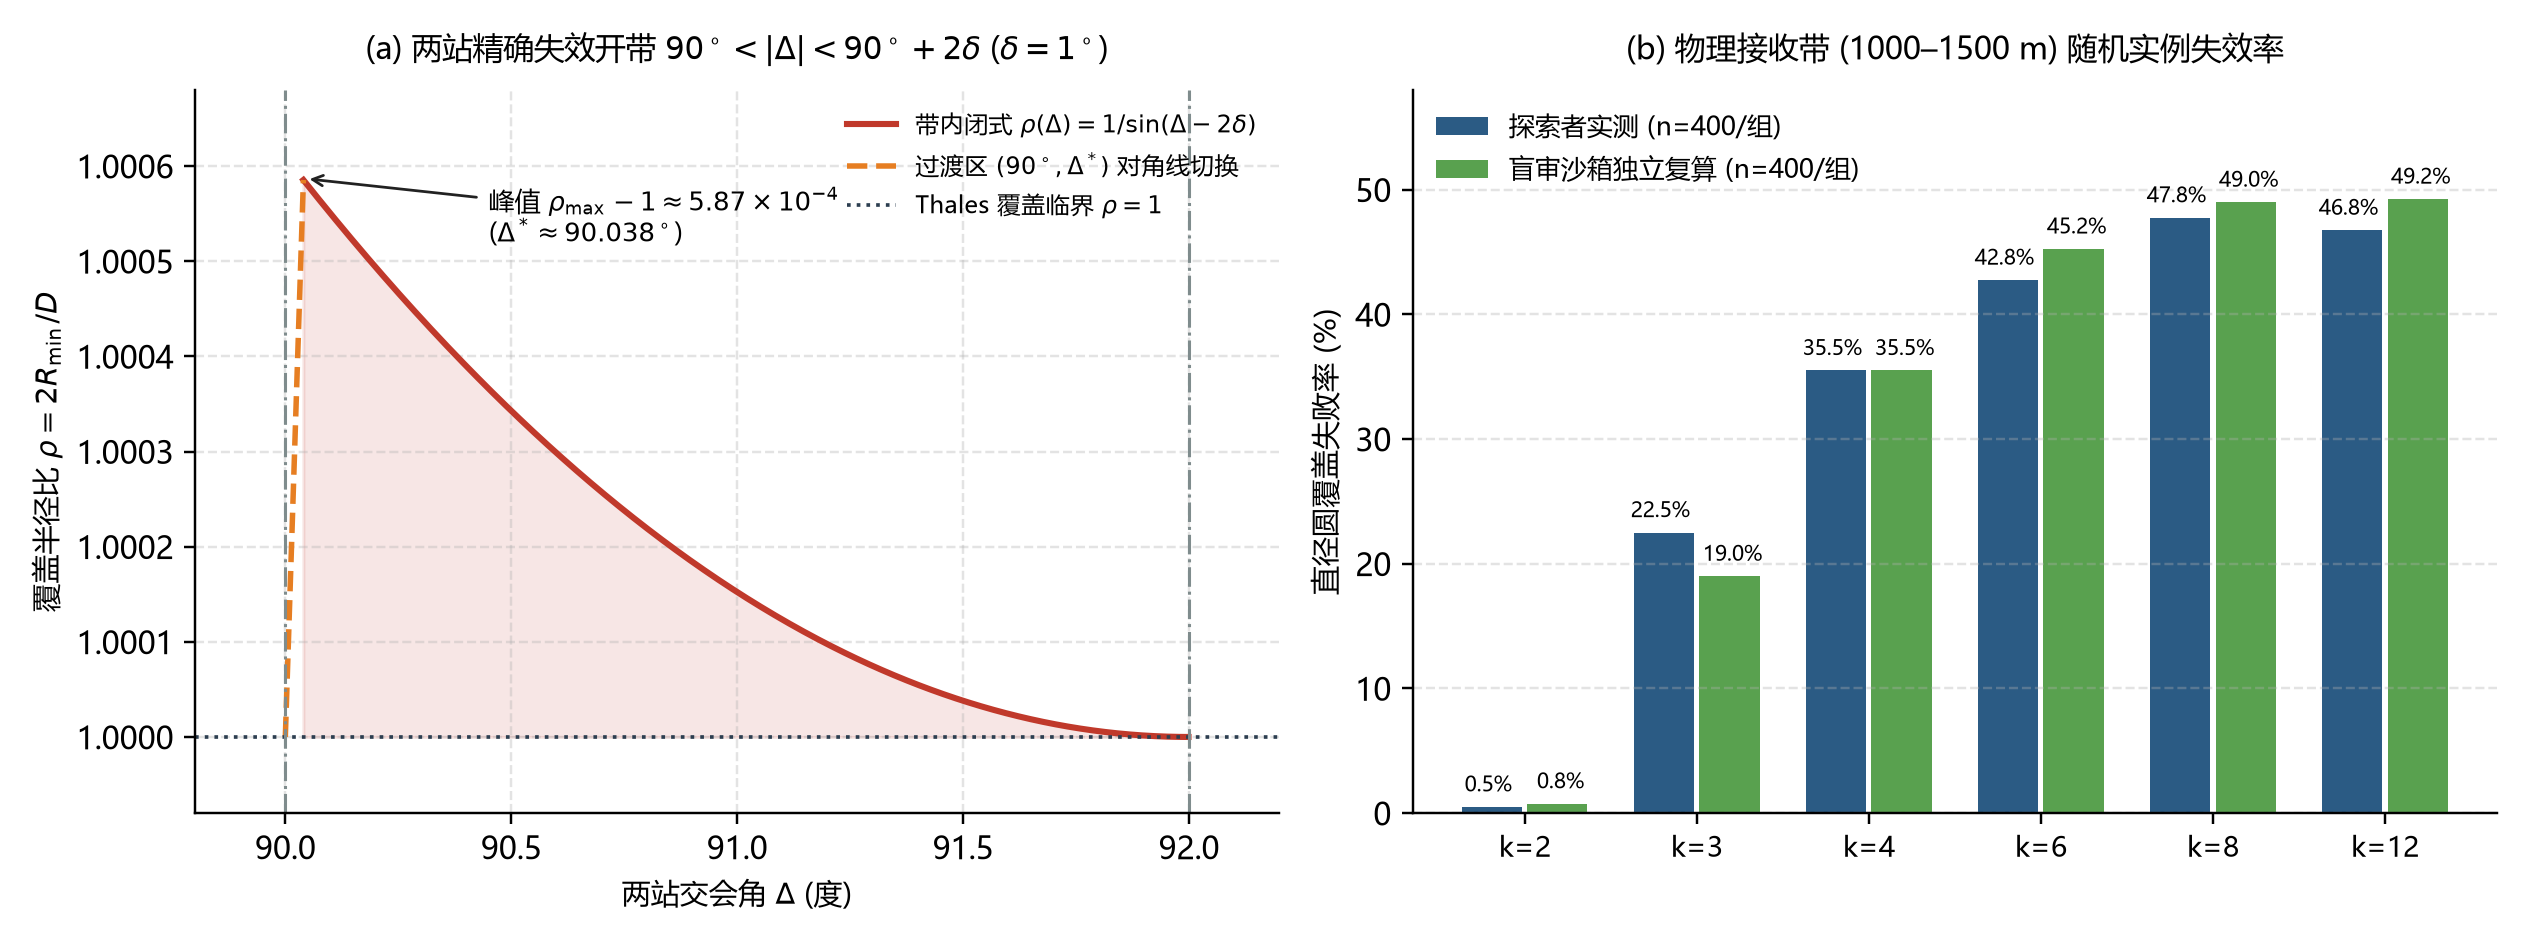 (a) 两站精确失效开带 90° < |Δ| < 90° + 2δ (δ = 1°)
带内闭式 ρ(Δ) = 1/sin(Δ − 2δ)
过渡区 (90°, Δ*) 对角线切换
Thales 覆盖临界 ρ = 1
峰值 ρmax − 1 ≈ 5.87 × 10⁻⁴
(Δ* ≈ 90.038°)
覆盖半径比 ρ = 2Rmin/D
1.0006
1.0005
1.0004
1.0003
1.0002
1.0001
1.0000
90.0 90.5 91.0 91.5 92.0
两站交会角 Δ (度)
(b) 物理接收带 (1000–1500 m) 随机实例失效率
探索者实测 (n=400/组)
盲审沙箱独立复算 (n=400/组)
直径圆覆盖失败率 (%)
50
40
30
20
10
0
0.5% 0.8%
22.5% 19.0%
35.5% 35.5%
42.8% 45.2%
47.8% 49.0%
46.8% 49.2%
k=2 k=3 k=4 k=6 k=8 k=12